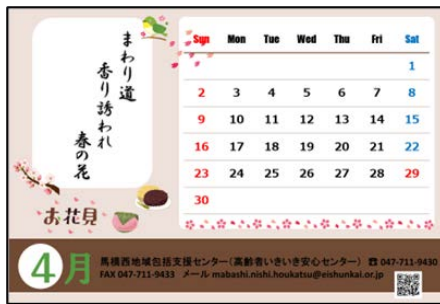 まわり道
香り誘われ
春の花
お花見
Sun Mon Tue Wed Thu Fri Sat
1
2 3 4 5 6 7 8
9 10 11 12 13 14 15
16 17 18 19 20 21 22
23 24 25 26 27 28 29
30
4月
馬橋西地域包括支援センター(高齢者いきいき安心センター) ☎047-711-9430
FAX 047-711-9433 メール mabashi.nishi.houkatsu@eishunkai.or.jp